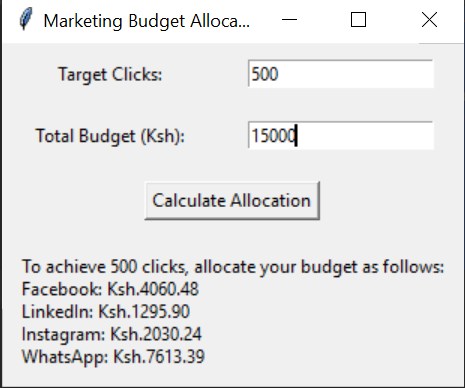 Marketing Budget Alloca...
Target Clicks:
500
Total Budget (Ksh):
15000
Calculate Allocation
To achieve 500 clicks, allocate your budget as follows:
Facebook: Ksh.4060.48
LinkedIn: Ksh.1295.90
Instagram: Ksh.2030.24
WhatsApp: Ksh.7613.39